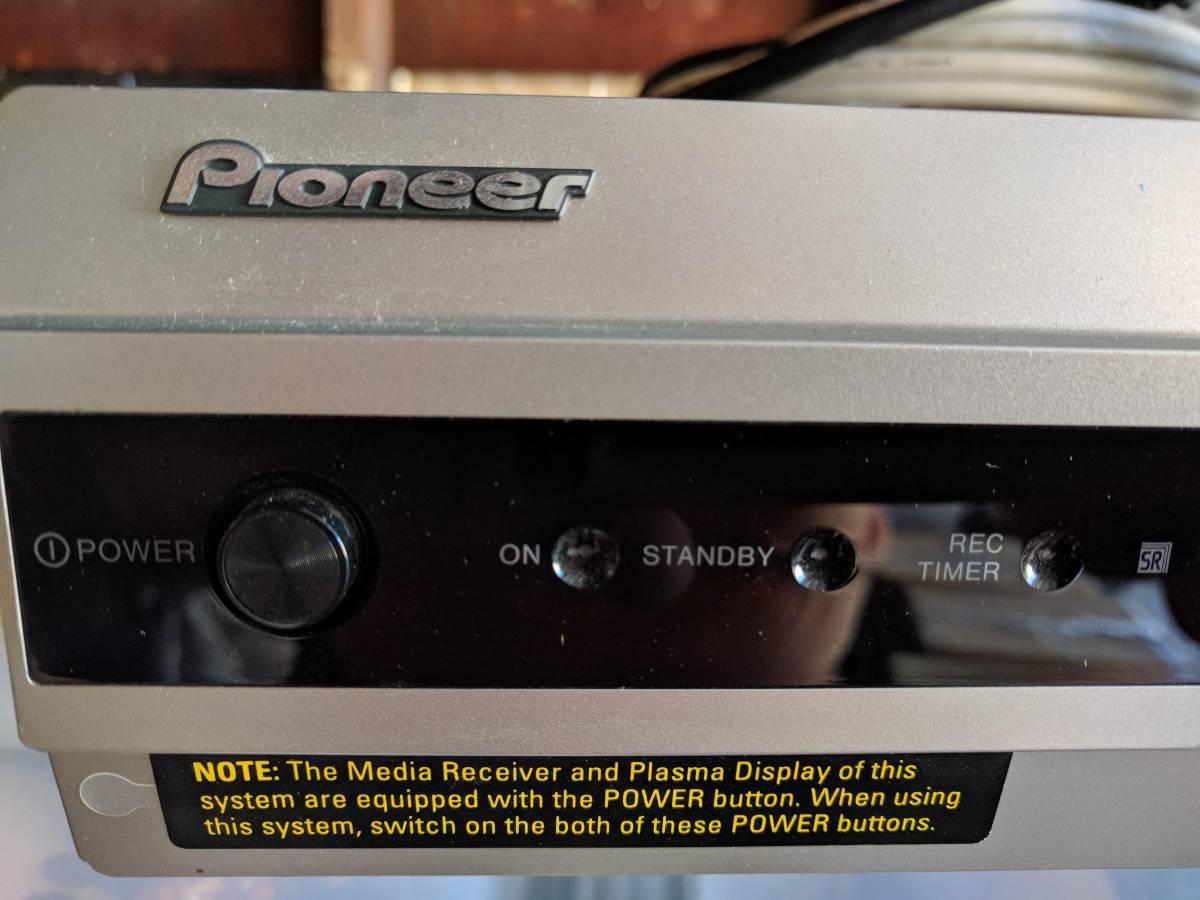 Pioneer
POWER
ON
STANDBY
REC
TIMER
SR
NOTE: The Media Receiver and Plasma Display of this
system are equipped with the POWER button. When using
this system, switch on the both of these POWER buttons.